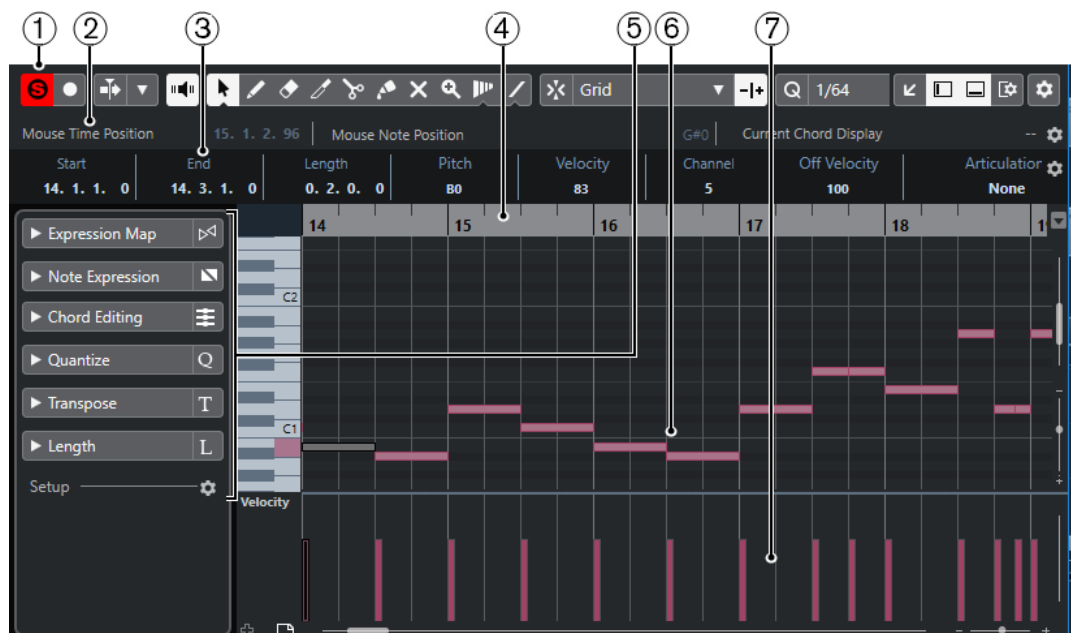 1 2 3 4 5 6 7
S Grid Q 1/64
Mouse Time Position 15. 1. 2. 96 Mouse Note Position G#0 Current Chord Display --
Start End Length Pitch Velocity Channel Off Velocity Articulation
14. 1. 1. 0 14. 3. 1. 0 0. 2. 0. 0 B0 83 5 100 None
14 15 16 17 18 19
Expression Map
Note Expression
C2
Chord Editing
Quantize Q
Transpose T
C1
Length L
Setup
Velocity